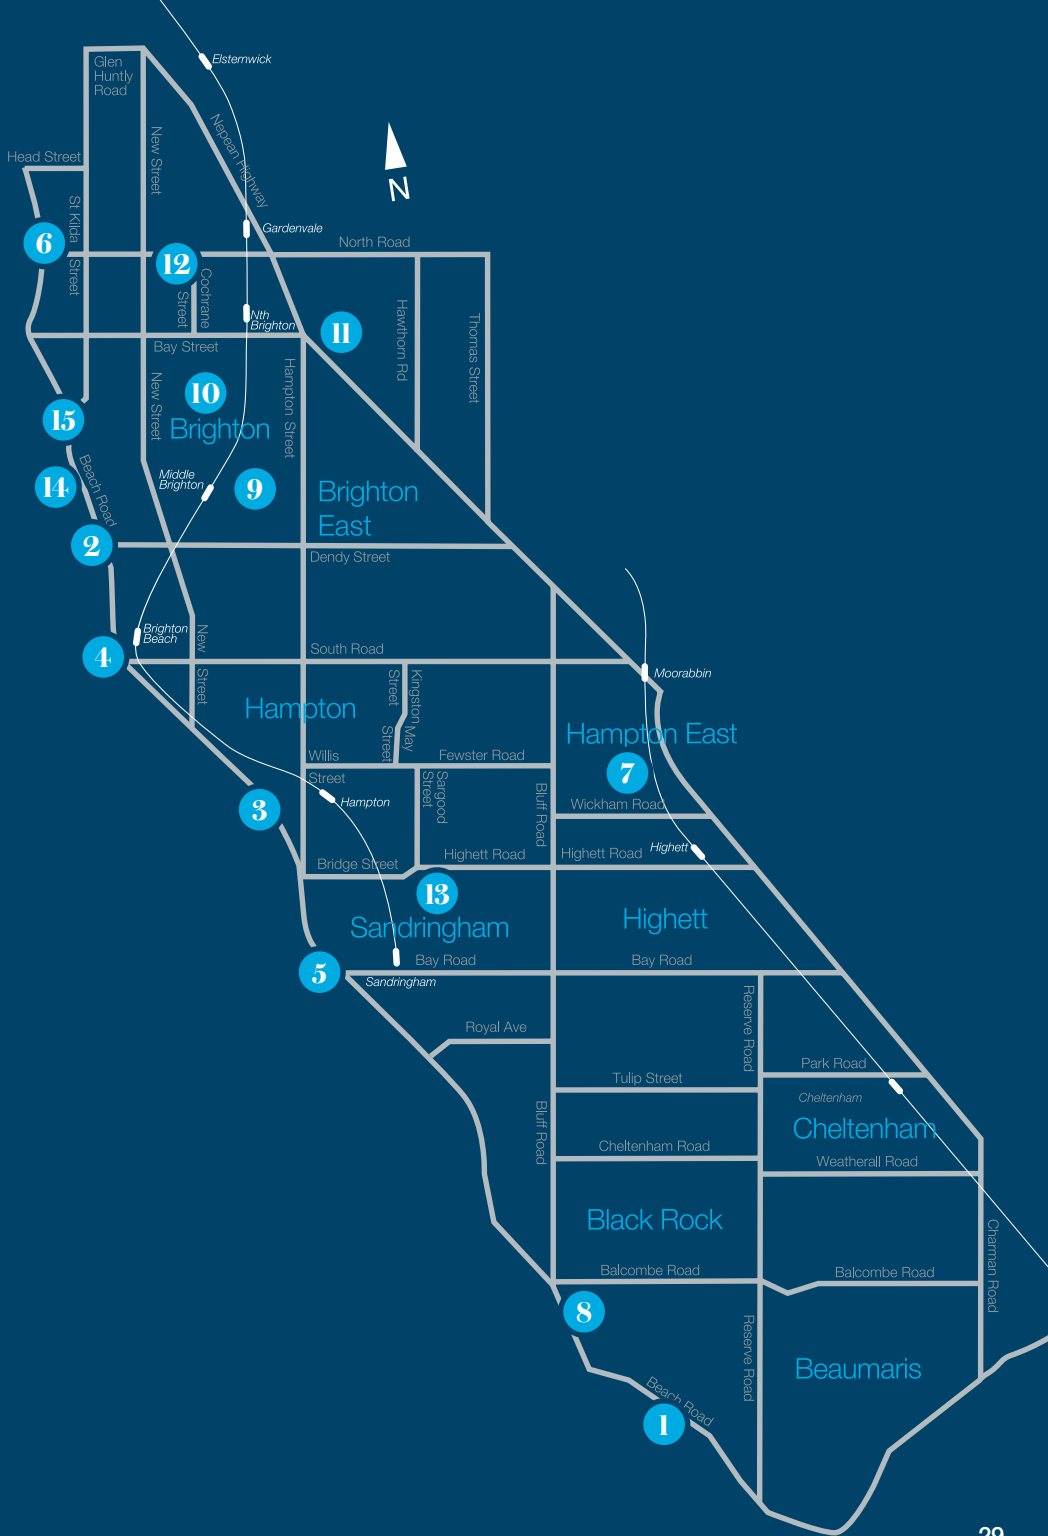 Elsternwick
Glen
Huntly
Road
New Street
Nepean Highway
Head Street
N
St Kilda
Street
6
Gardenvale
North Road
12
Cochrane
Street
Hawthorn Rd
Thomas Street
Nth
Brighton
11
Bay Street
Hampton Street
New Street
10
15
Brighton
Beach Road
Middle
Brighton
14
9
Brighton
East
2
Dendy Street
Brighton
Beach
New
Street
4
South Road
Kingston
Street
May
Street
Moorabbin
Hampton
Hampton East
Willis
Street
Fewster Road
7
Sargood
Street
Bluff Road
Wickham Road
3
Hampton
Highett Road
Highett Road
Highett
Bridge Street
13
Sandringham
Highett
Bay Road
Bay Road
5
Sandringham
Reserve Road
Royal Ave
Park Road
Tulip Street
Cheltenham
Bluff Road
Cheltenham
Cheltenham Road
Weatherall Road
Black Rock
Charman Road
Balcombe Road
Balcombe Road
8
Reserve Road
Beaumaris
Beach Road
1
29